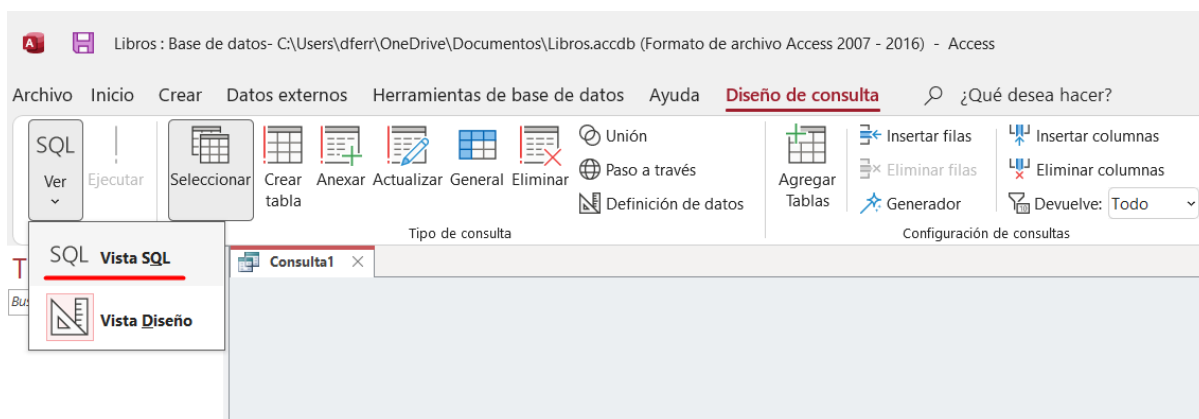 A Libros : Base de datos- C:\Users\dferr\OneDrive\Documentos\Libros.accdb (Formato de archivo Access 2007 - 2016) - Access
Archivo Inicio Crear Datos externos Herramientas de base de datos Ayuda Diseño de consulta ¿Qué desea hacer?
SQL
Ver
Ejecutar
Seleccionar
Crear
tabla
Anexar
Actualizar
General
Eliminar
Unión
Paso a través
Definición de datos
Tipo de consulta
Agregar
Tablas
Insertar filas
Eliminar filas
Generador
Insertar columnas
Eliminar columnas
Devuelve: Todo
Configuración de consultas
SQL Vista SQL
Vista Diseño
T
Bu
Consulta1